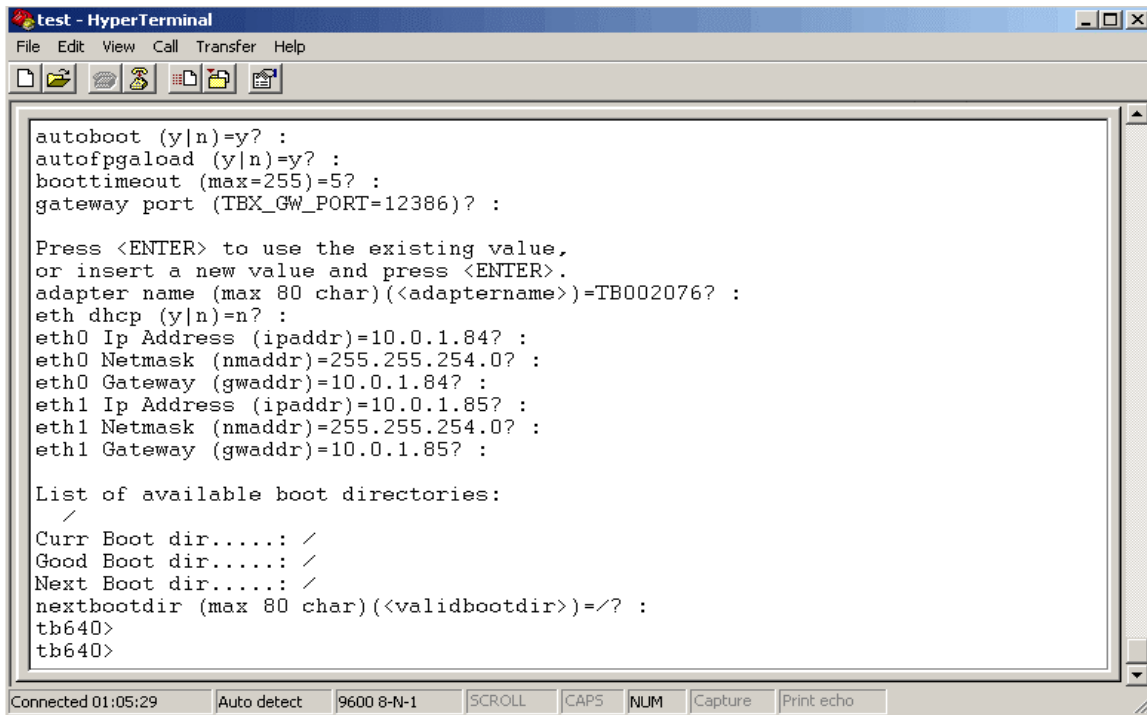 test - HyperTerminal
File Edit View Call Transfer Help
autoboot (y|n)=y? :
autofpgaload (y|n)=y? :
boottimeout (max=255)=5? :
gateway port (TBX_GW_PORT=12386)? :
Press <ENTER> to use the existing value,
or insert a new value and press <ENTER>.
adapter name (max 80 char)(<adaptername>)=TB002076? :
eth dhcp (y|n)=n? :
eth0 Ip Address (ipaddr)=10.0.1.84? :
eth0 Netmask (nmaddr)=255.255.254.0? :
eth0 Gateway (gwaddr)=10.0.1.84? :
eth1 Ip Address (ipaddr)=10.0.1.85? :
eth1 Netmask (nmaddr)=255.255.254.0? :
eth1 Gateway (gwaddr)=10.0.1.85? :
List of available boot directories:
/
Curr Boot dir.....: /
Good Boot dir.....: /
Next Boot dir.....: /
nextbootdir (max 80 char)(<validbootdir>)=/? :
tb640>
tb640>
Connected 01:05:29 Auto detect 9600 8-N-1 SCROLL CAPS NUM Capture Print echo